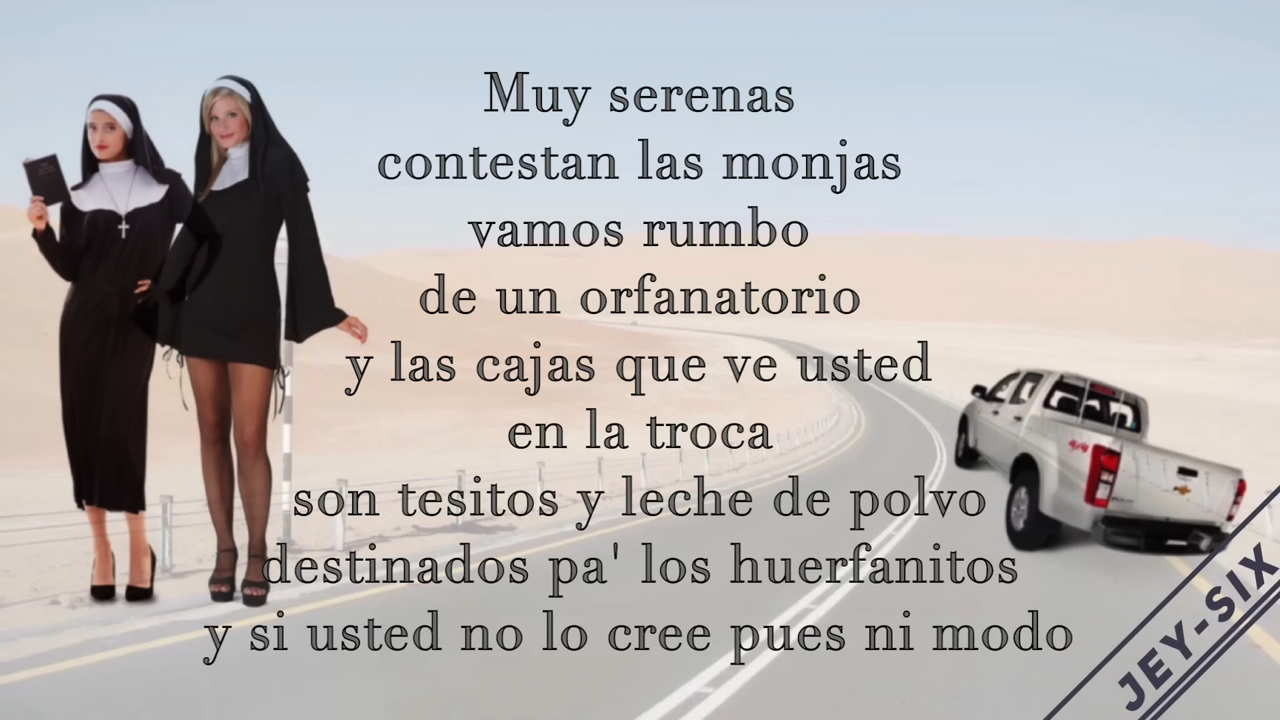 Muy serenas
contestan las monjas
vamos rumbo
de un orfanatorio
y las cajas que ve usted
en la troca
son tesitos y leche de polvo
destinados pa' los huerfanitos
y si usted no lo cree pues ni modo
4x4
JEY-SIX